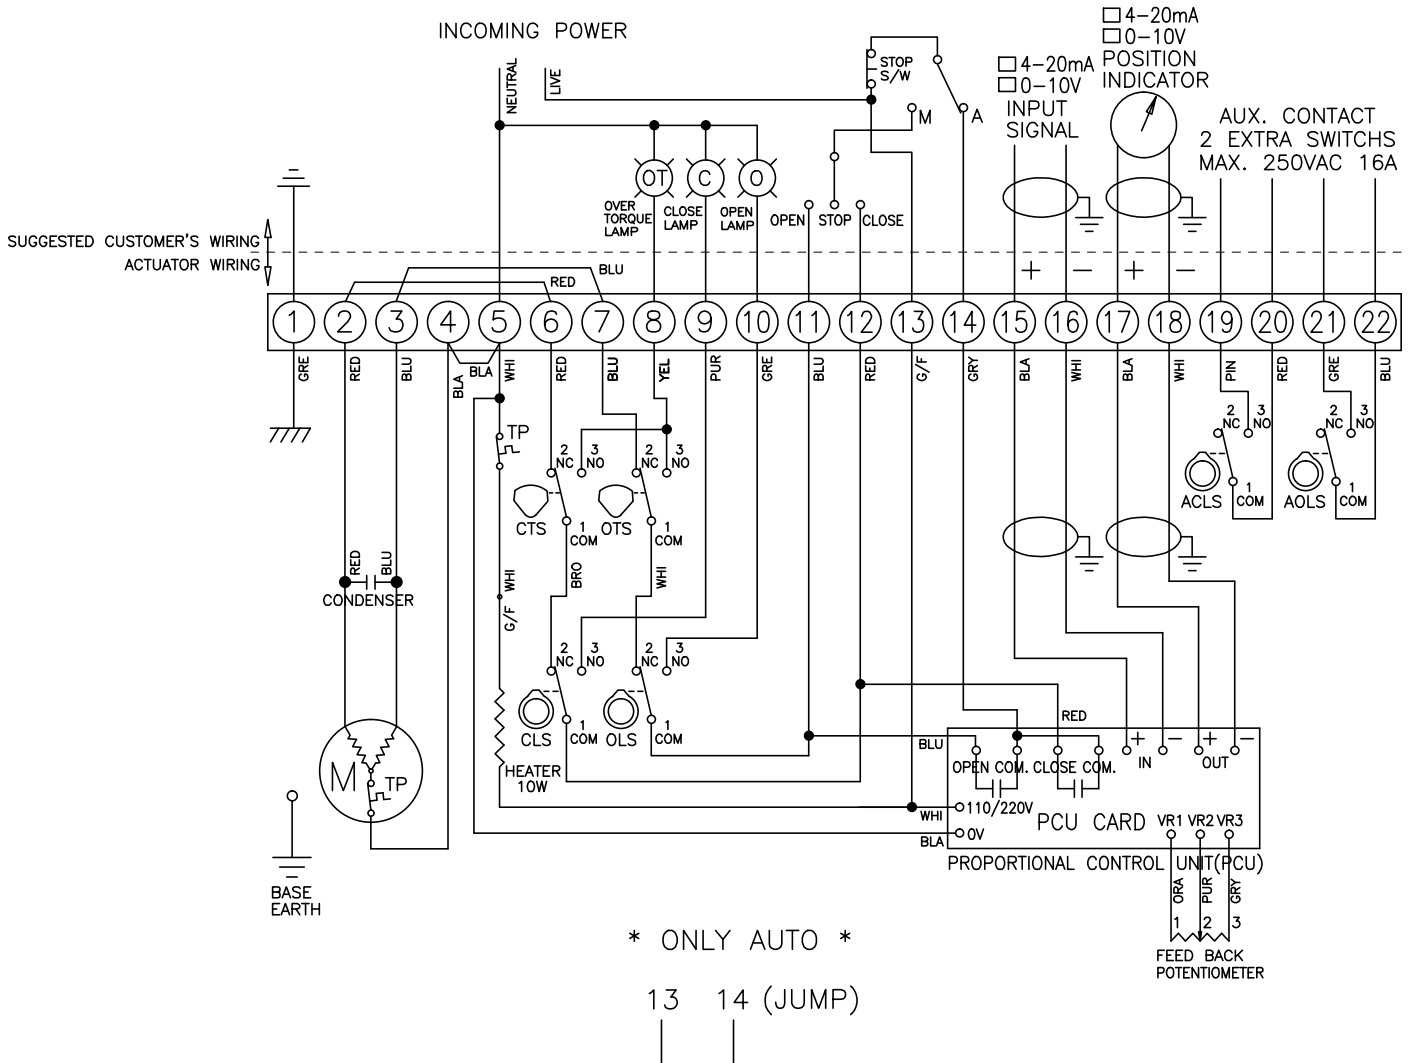 INCOMING POWER
NEUTRAL
LIVE
STOP
S/W
M
A
4-20mA
0-10V
INPUT
SIGNAL
4-20mA
0-10V
POSITION
INDICATOR
AUX. CONTACT
2 EXTRA SWITCHS
MAX. 250VAC 16A
OT
C
O
OVER
TORQUE
LAMP
CLOSE
LAMP
OPEN
LAMP
OPEN
STOP
CLOSE
SUGGESTED CUSTOMER'S WIRING
ACTUATOR WIRING
BLU
RED
+ - + -
1 2 3 4 5 6 7 8 9 10 11 12 13 14 15 16 17 18 19 20 21 22
GRE
RED
BLU
BLA
BLA
WHI
RED
BLU
YEL
PUR
GRE
BLU
RED
G/F
GRY
BLA
WHI
BLA
WHI
PIN
RED
GRE
BLU
TP
2
NC
3
NO
2
NC
3
NO
2
NC
3
NO
2
NC
3
NO
CTS
1
COM
OTS
1
COM
ACLS
1
COM
AOLS
1
COM
RED
BLU
CONDENSER
WHI
G/F
BRO
WHI
2
NC
3
NO
2
NC
3
NO
CLS
1
COM
OLS
1
COM
HEATER
10W
M
TP
BASE
EARTH
RED
BLU
OPEN COM. CLOSE COM.
+ -
IN
+ -
OUT
WHI
110/220V
BLA
0V
PCU CARD
VR1 VR2 VR3
PROPORTIONAL CONTROL UNIT(PCU)
ORA
PUR
GRY
1 2 3
FEED BACK
POTENTIOMETER
* ONLY AUTO *
13 14 (JUMP)